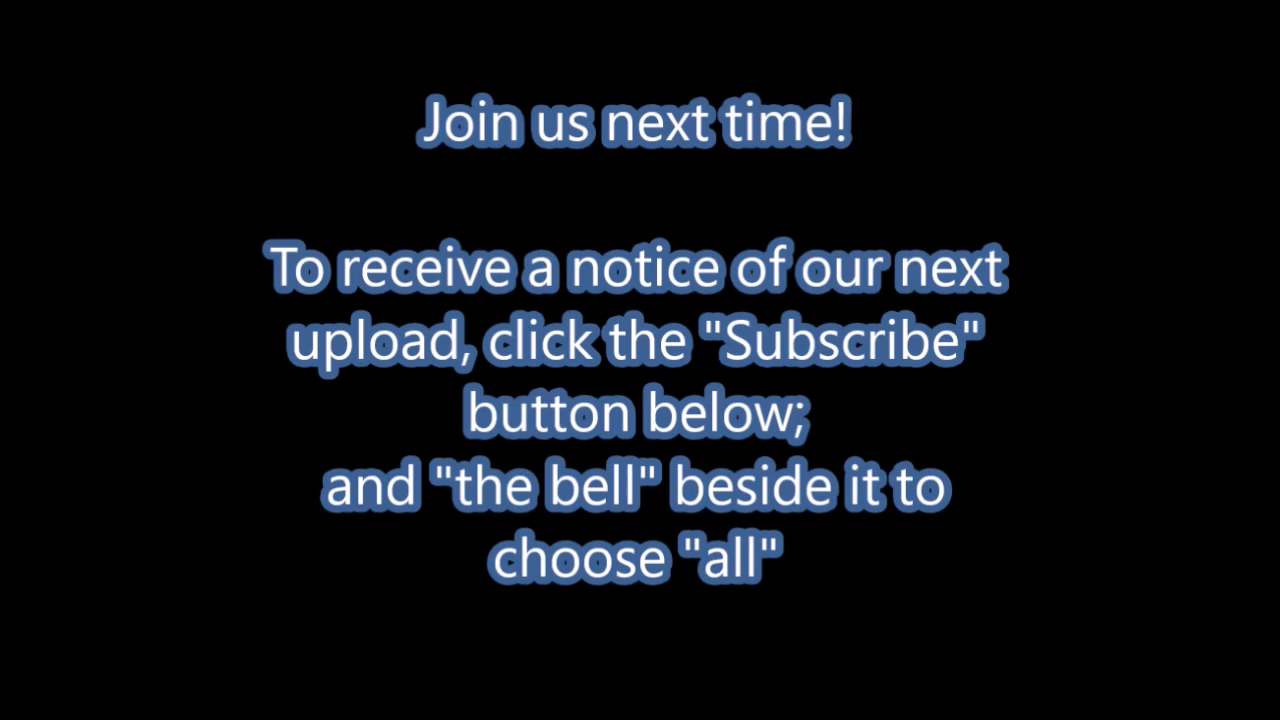 Join us next time!
To receive a notice of our next
upload, click the "Subscribe"
button below;
and "the bell" beside it to
choose "all"